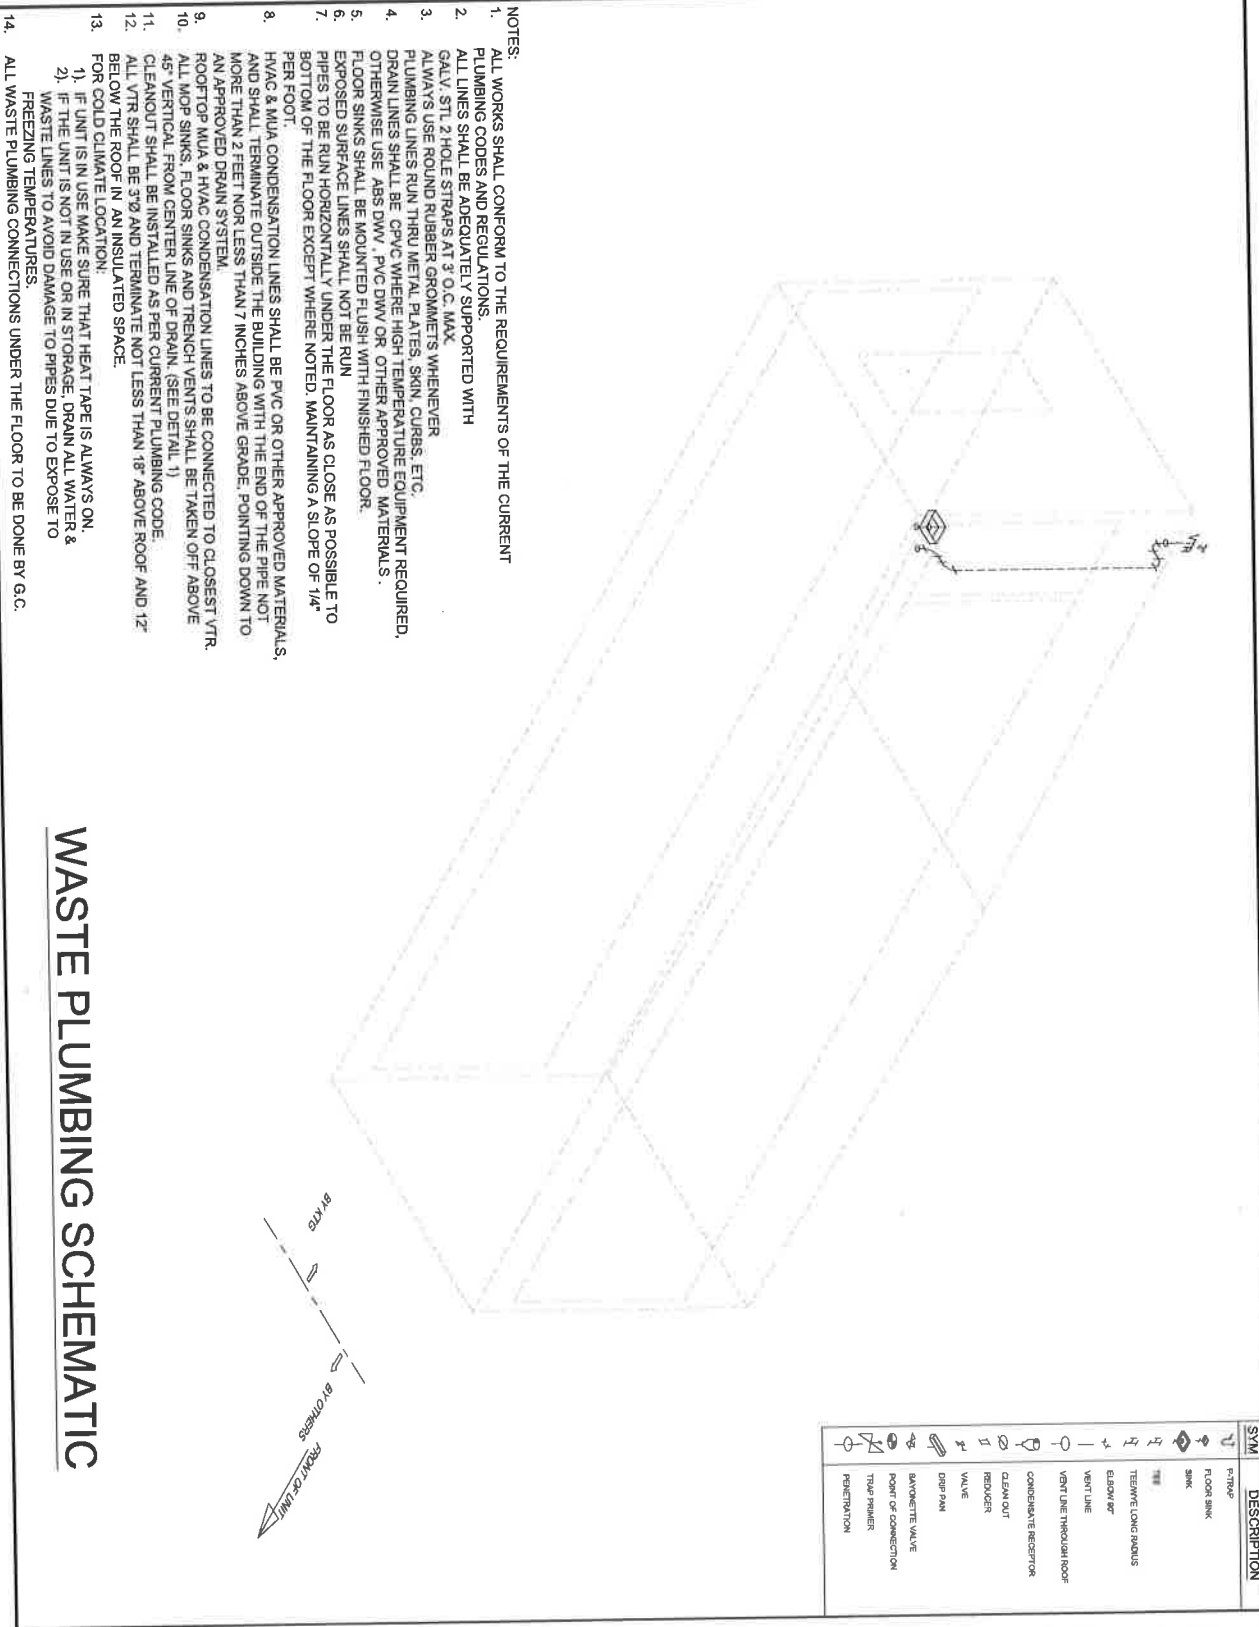 NOTES:
1. ALL WORKS SHALL CONFORM TO THE REQUIREMENTS OF THE CURRENT
PLUMBING CODES AND REGULATIONS.
2. ALL LINES SHALL BE ADEQUATELY SUPPORTED WITH
GALV. STL 2 HOLE STRAPS AT 3' O.C. MAX.
3. ALWAYS USE ROUND RUBBER GROMMETS WHENEVER
PLUMBING LINES RUN THRU METAL PLATES, SKIN, CURBS, ETC.
4. DRAIN LINES SHALL BE CPVC WHERE HIGH TEMPERATURE EQUIPMENT REQUIRED,
OTHERWISE USE ABS DWV , PVC DWV OR OTHER APPROVED MATERIALS .
5. FLOOR SINKS SHALL BE MOUNTED FLUSH WITH FINISHED FLOOR.
6. EXPOSED SURFACE LINES SHALL NOT BE RUN
7. PIPES TO BE RUN HORIZONTALLY UNDER THE FLOOR AS CLOSE AS POSSIBLE TO
BOTTOM OF THE FLOOR EXCEPT WHERE NOTED. MAINTAINING A SLOPE OF 1/4"
PER FOOT.
8. HVAC & MUA CONDENSATION LINES SHALL BE PVC OR OTHER APPROVED MATERIALS,
AND SHALL TERMINATE OUTSIDE THE BUILDING WITH THE END OF THE PIPE NOT
MORE THAN 2 FEET NOR LESS THAN 7 INCHES ABOVE GRADE, POINTING DOWN TO
AN APPROVED DRAIN SYSTEM.
9. ROOFTOP MUA & HVAC CONDENSATION LINES TO BE CONNECTED TO CLOSEST VTR.
10. ALL MOP SINKS, FLOOR SINKS AND TRENCH VENTS SHALL BE TAKEN OFF ABOVE
45° VERTICAL FROM CENTER LINE OF DRAIN. (SEE DETAIL 1)
11. CLEANOUT SHALL BE INSTALLED AS PER CURRENT PLUMBING CODE.
12. ALL VTR SHALL BE 3"Ø AND TERMINATE NOT LESS THAN 18" ABOVE ROOF AND 12"
BELOW THE ROOF IN AN INSULATED SPACE.
13. FOR COLD CLIMATE LOCATION:
1). IF UNIT IS IN USE MAKE SURE THAT HEAT TAPE IS ALWAYS ON.
2). IF THE UNIT IS NOT IN USE OR IN STORAGE, DRAIN ALL WATER &
WASTE LINES TO AVOID DAMAGE TO PIPES DUE TO EXPOSE TO
FREEZING TEMPERATURES.
14. ALL WASTE PLUMBING CONNECTIONS UNDER THE FLOOR TO BE DONE BY G.C.
WASTE PLUMBING SCHEMATIC
BY KTG
BY OTHERS
FRONT OF UNIT
SYM DESCRIPTION
P-TRAP
FLOOR SINK
SINK
TEE
TEE/WYE LONG RADIUS
ELBOW 90°
VENT LINE
VENT LINE THROUGH ROOF
CONDENSATE RECEPTOR
CLEAN OUT
REDUCER
VALVE
DRIP PAN
BAYONETTE VALVE
POINT OF CONNECTION
TRAP PRIMER
PENETRATION